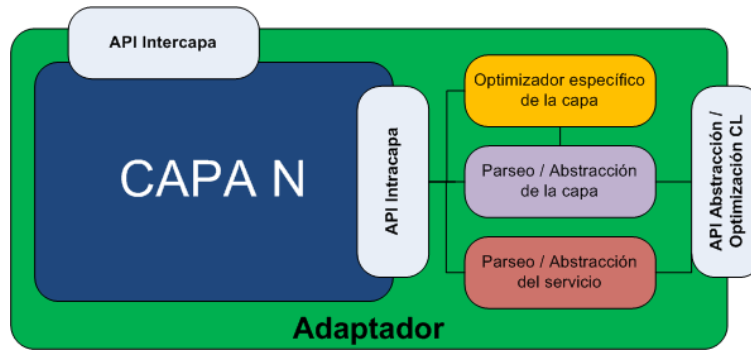 API Intercapa
CAPA N
API Intracapa
Optimizador específico
de la capa
Parseo / Abstracción
de la capa
Parseo / Abstracción
del servicio
API Abstracción /
Optimización CL
Adaptador